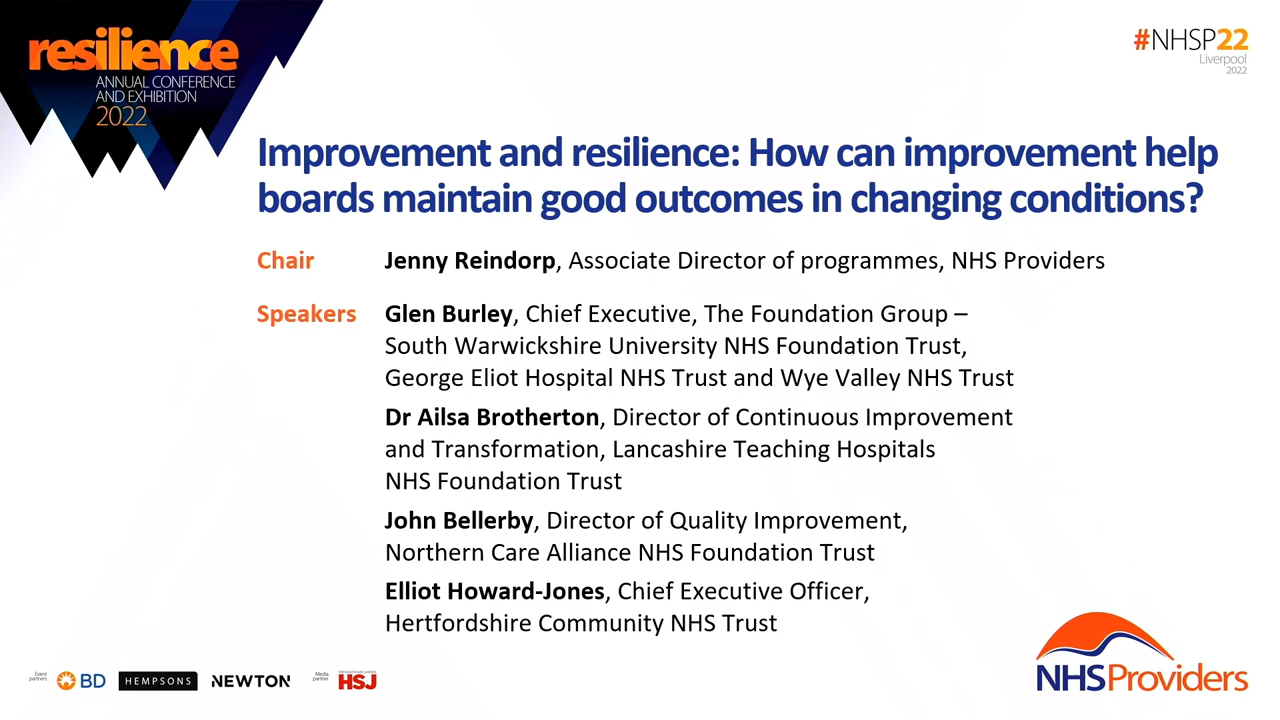 resilience
ANNUAL CONFERENCE
AND EXHIBITION
2022
#NHSP22
Liverpool
2022
Improvement and resilience: How can improvement help
boards maintain good outcomes in changing conditions?
Chair
Jenny Reindorp, Associate Director of programmes, NHS Providers
Speakers
Glen Burley, Chief Executive, The Foundation Group –
South Warwickshire University NHS Foundation Trust,
George Eliot Hospital NHS Trust and Wye Valley NHS Trust
Dr Ailsa Brotherton, Director of Continuous Improvement
and Transformation, Lancashire Teaching Hospitals
NHS Foundation Trust
John Bellerby, Director of Quality Improvement,
Northern Care Alliance NHS Foundation Trust
Elliot Howard-Jones, Chief Executive Officer,
Hertfordshire Community NHS Trust
Event
partners
BD
HEMPSONS
NEWTON
Media
partner
HSJ
NHSProviders